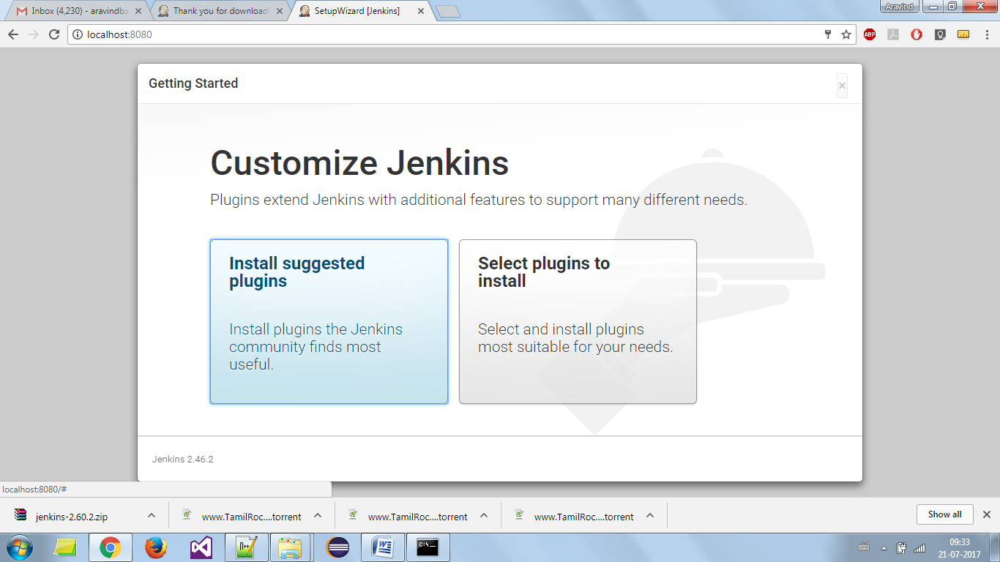 Inbox (4,230) - aravindba
Thank you for downloadi
SetupWizard [Jenkins]
Aravind
localhost:8080
ABP
Getting Started
×
Customize Jenkins
Plugins extend Jenkins with additional features to support many different needs.
Install suggested
plugins
Install plugins the Jenkins
community finds most
useful.
Select plugins to
install
Select and install plugins
most suitable for your needs.
Jenkins 2.46.2
localhost:8080/#
jenkins-2.60.2.zip
www.TamilRoc....torrent
www.TamilRoc....torrent
www.TamilRoc....torrent
Show all
09:33
21-07-2017